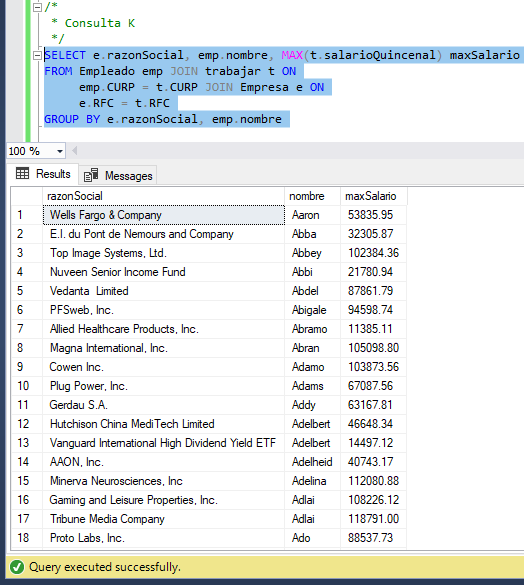 /*
* Consulta K
*/
SELECT e.razonSocial, emp.nombre, MAX(t.salarioQuincenal) maxSalario
FROM Empleado emp JOIN trabajar t ON
emp.CURP = t.CURP JOIN Empresa e ON
e.RFC = t.RFC
GROUP BY e.razonSocial, emp.nombre
100 %
Results Messages
razonSocial nombre maxSalario
1 Wells Fargo & Company Aaron 53835.95
2 E.I. du Pont de Nemours and Company Abba 32305.87
3 Top Image Systems, Ltd. Abbey 102384.36
4 Nuveen Senior Income Fund Abbi 21780.94
5 Vedanta Limited Abdel 87861.79
6 PFSweb, Inc. Abigale 94598.74
7 Allied Healthcare Products, Inc. Abramo 11385.11
8 Magna International, Inc. Abran 105098.80
9 Cowen Inc. Adamo 103873.56
10 Plug Power, Inc. Adams 67087.56
11 Gerdau S.A. Addy 63167.81
12 Hutchison China MediTech Limited Adelbert 46648.34
13 Vanguard International High Dividend Yield ETF Adelbert 14497.12
14 AAON, Inc. Adelheid 40743.17
15 Minerva Neurosciences, Inc Adelina 112080.88
16 Gaming and Leisure Properties, Inc. Adlai 108226.12
17 Tribune Media Company Adlai 118791.00
18 Proto Labs, Inc. Ado 88537.73
Query executed successfully.